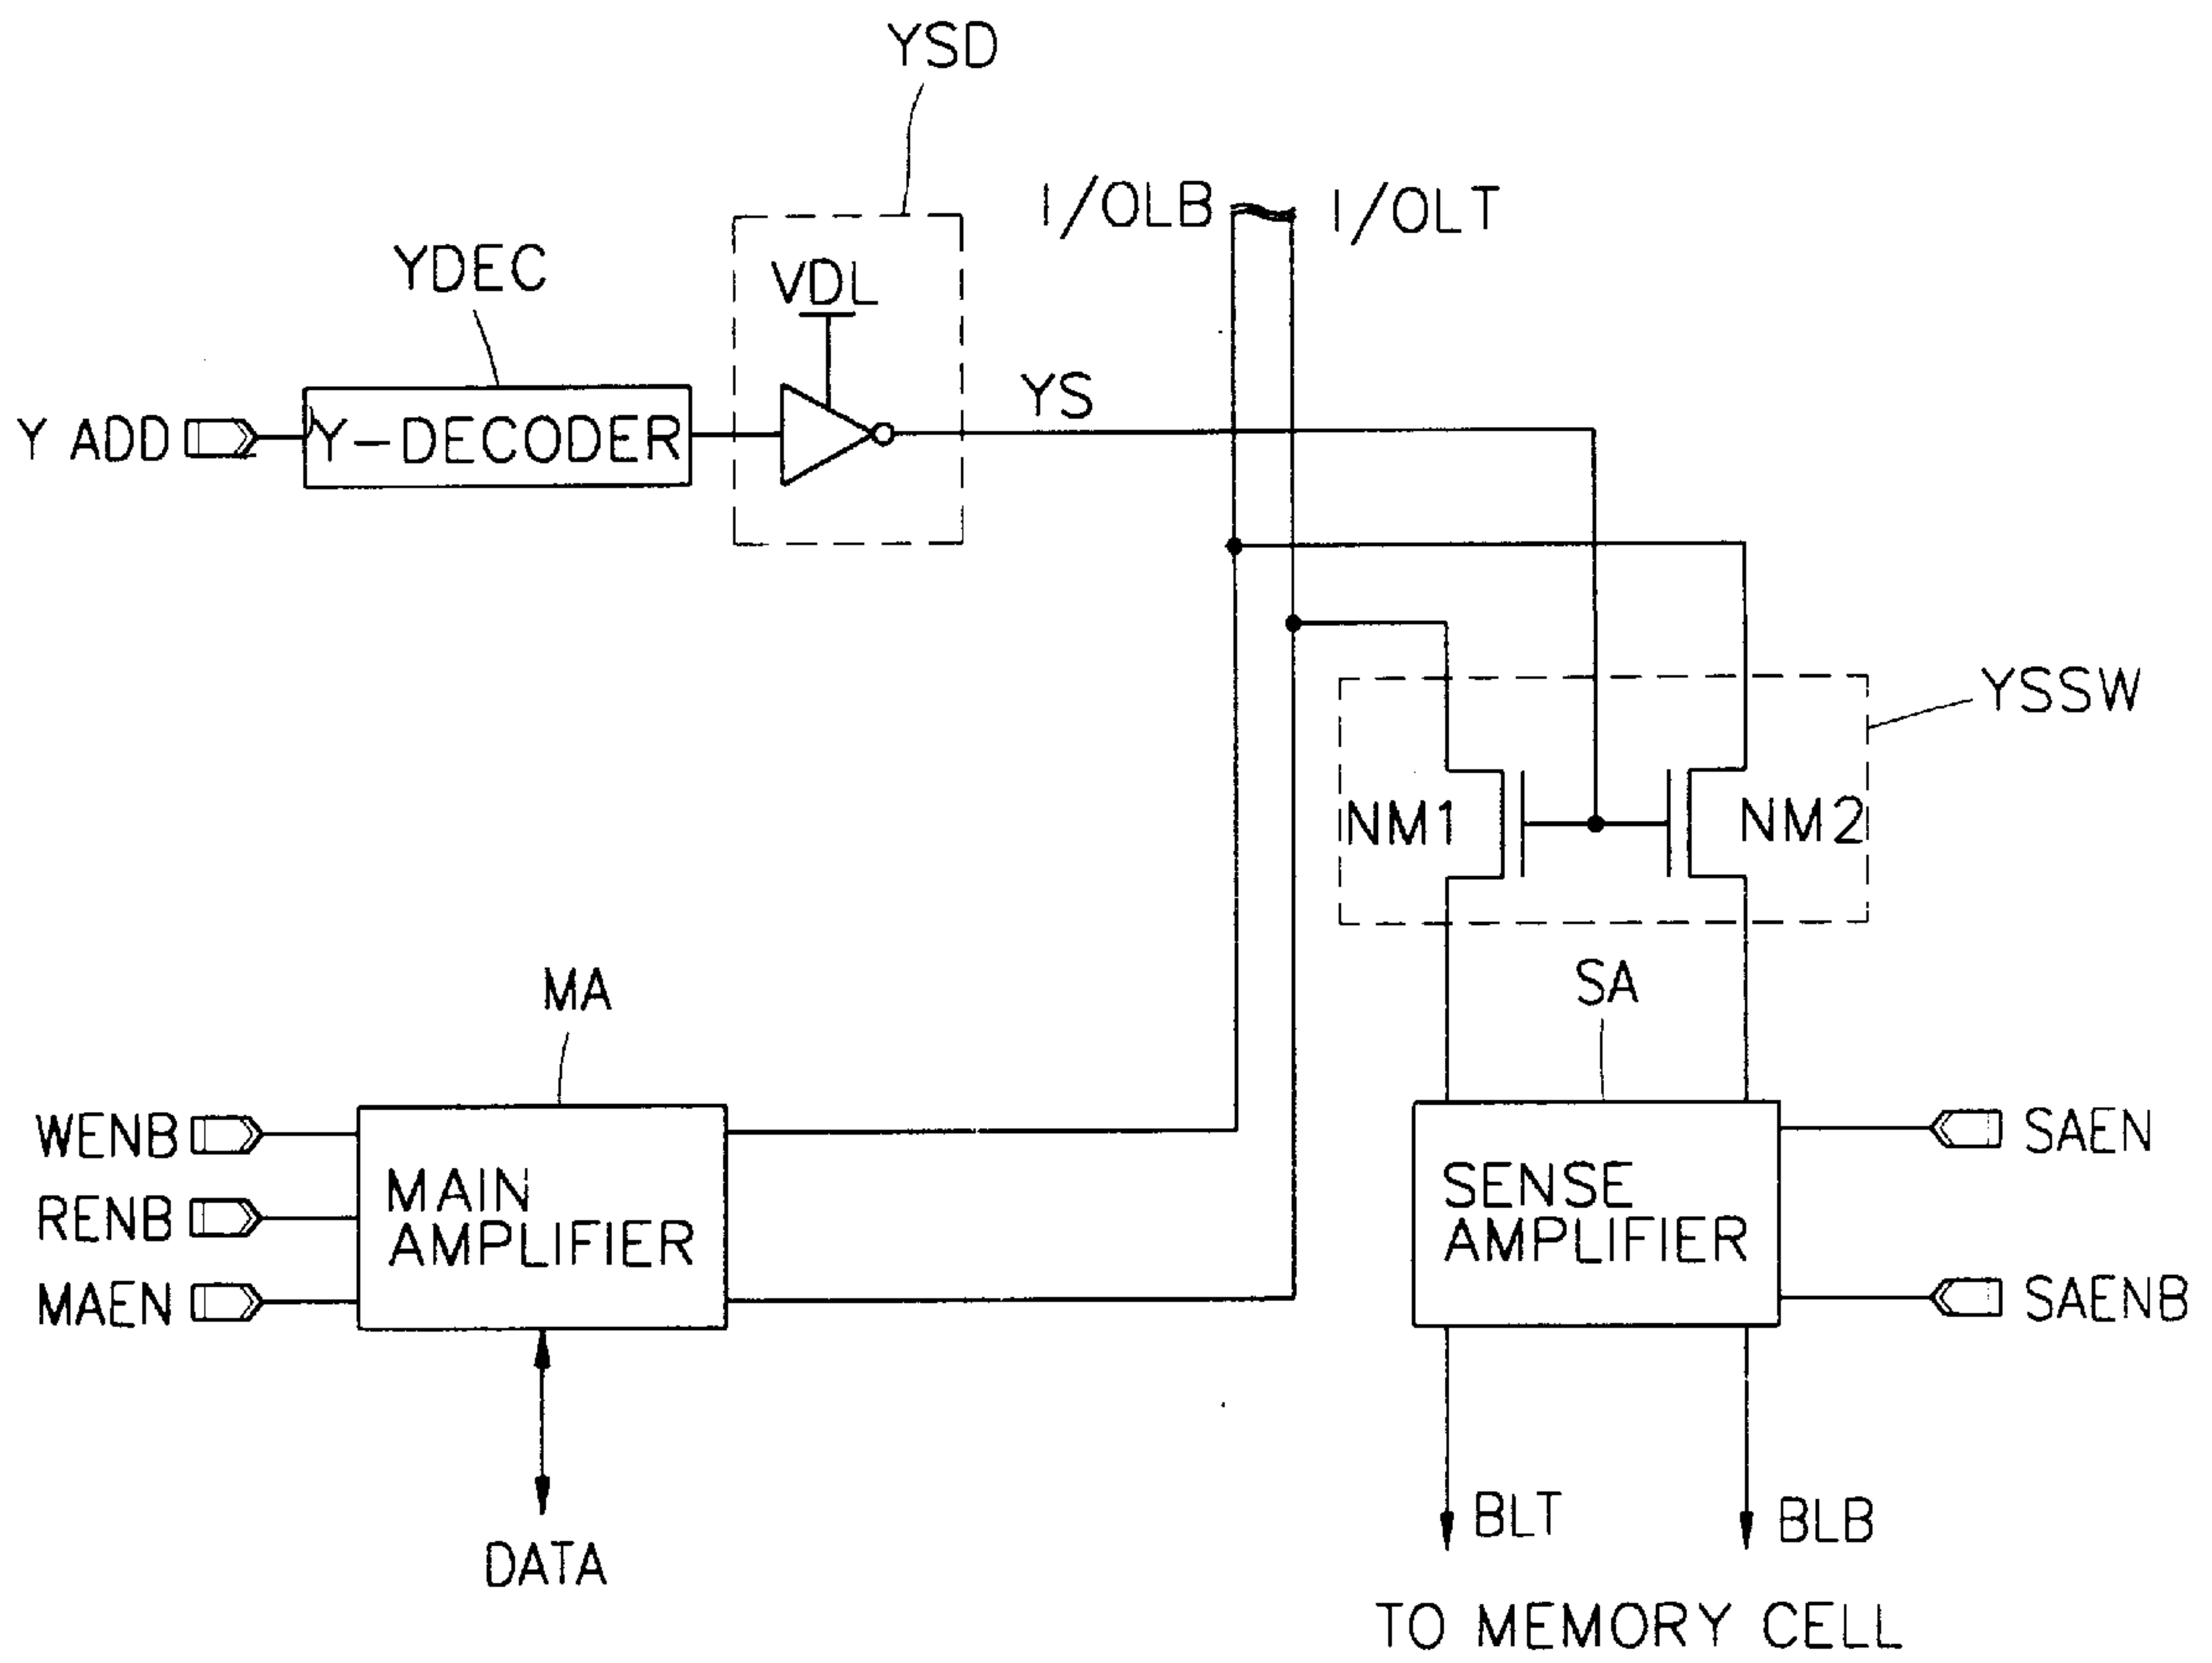 YSD
I/OLB
I/OLT
YDEC
VDL
YS
Y ADD
Y-DECODER
YSSW
NM1
NM2
MA
SA
WENB
RENB
MAEN
MAIN
AMPLIFIER
SENSE
AMPLIFIER
SAEN
SAENB
BLT
BLB
DATA
TO MEMORY CELL